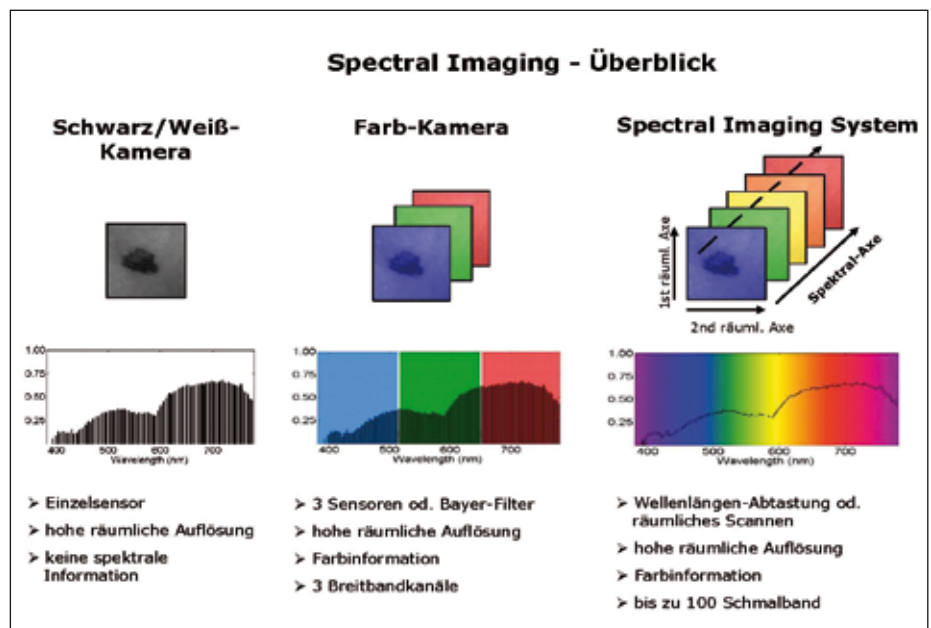 Spectral Imaging - Überblick
Schwarz/Weiß-
Kamera
1.00
0.75
0.50
0.25
400 500 600 700
Wavelength (nm)
➢ Einzelsensor
➢ hohe räumliche Auflösung
➢ keine spektrale
Information
Farb-Kamera
1.00
0.75
0.50
0.25
400 500 600 700
Wavelength (nm)
➢ 3 Sensoren od. Bayer-Filter
➢ hohe räumliche Auflösung
➢ Farbinformation
➢ 3 Breitbandkanäle
Spectral Imaging System
1st räuml. Axe
2nd räuml. Axe
Spektral-Axe
1.00
0.75
0.50
0.25
400 500 600 700
Wavelength (nm)
➢ Wellenlängen-Abtastung od.
räumliches Scannen
➢ hohe räumliche Auflösung
➢ Farbinformation
➢ bis zu 100 Schmalband